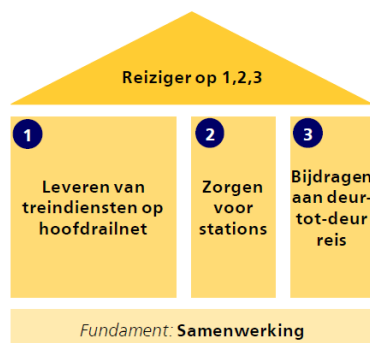 Reiziger op 1,2,3
1
Leveren van
treindiensten op
hoofdrailnet
2
Zorgen
voor
stations
3
Bijdragen
aan deur-
tot-deur
reis
Fundament: Samenwerking